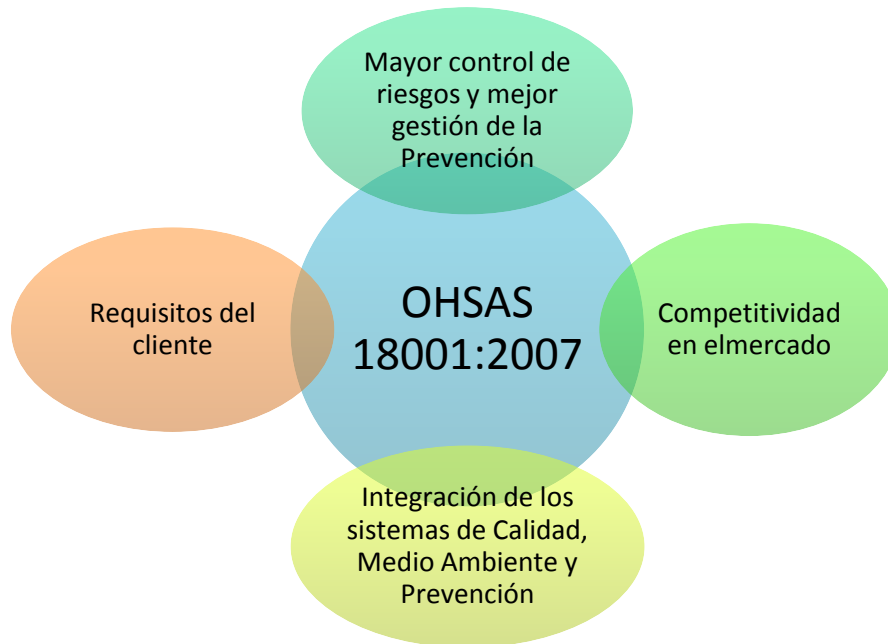 Mayor control de
riesgos y mejor
gestión de la
Prevención
Requisitos del
cliente
OHSAS
18001:2007
Competitividad
en elmercado
Integración de los
sistemas de Calidad,
Medio Ambiente y
Prevención